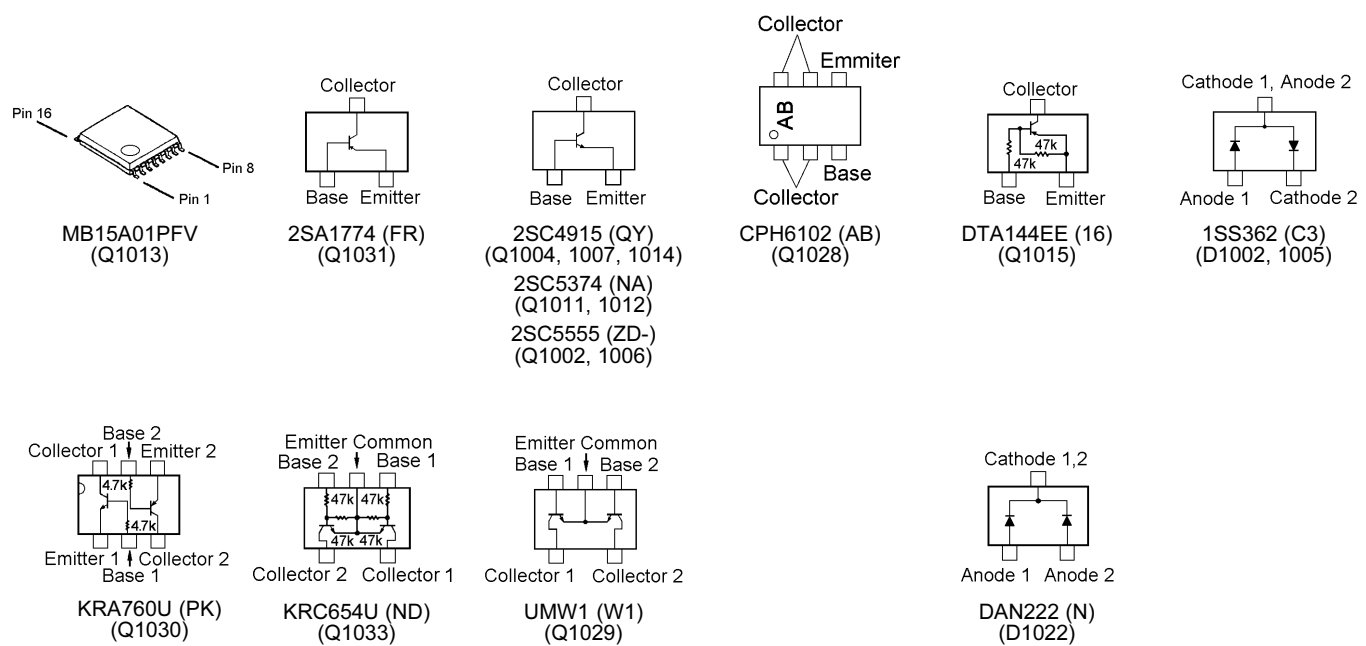 Pin 16
Pin 8
Pin 1
MB15A01PFV
(Q1013)
Collector
Base Emitter
2SA1774 (FR)
(Q1031)
Collector
Base Emitter
2SC4915 (QY)
(Q1004, 1007, 1014)
2SC5374 (NA)
(Q1011, 1012)
2SC5555 (ZD-)
(Q1002, 1006)
Collector
Emmiter
AB
Base
Collector
CPH6102 (AB)
(Q1028)
Collector
47k
47k
Base Emitter
DTA144EE (16)
(Q1015)
Cathode 1, Anode 2
Anode 1 Cathode 2
1SS362 (C3)
(D1002, 1005)
Base 2
Collector 1 Emitter 2
4.7k
4.7k
Emitter 1 Collector 2
Base 1
KRA760U (PK)
(Q1030)
Emitter Common
Base 2 Base 1
47k 47k
47k 47k
Collector 2 Collector 1
KRC654U (ND)
(Q1033)
Emitter Common
Base 1 Base 2
Collector 1 Collector 2
UMW1 (W1)
(Q1029)
Cathode 1,2
Anode 1 Anode 2
DAN222 (N)
(D1022)